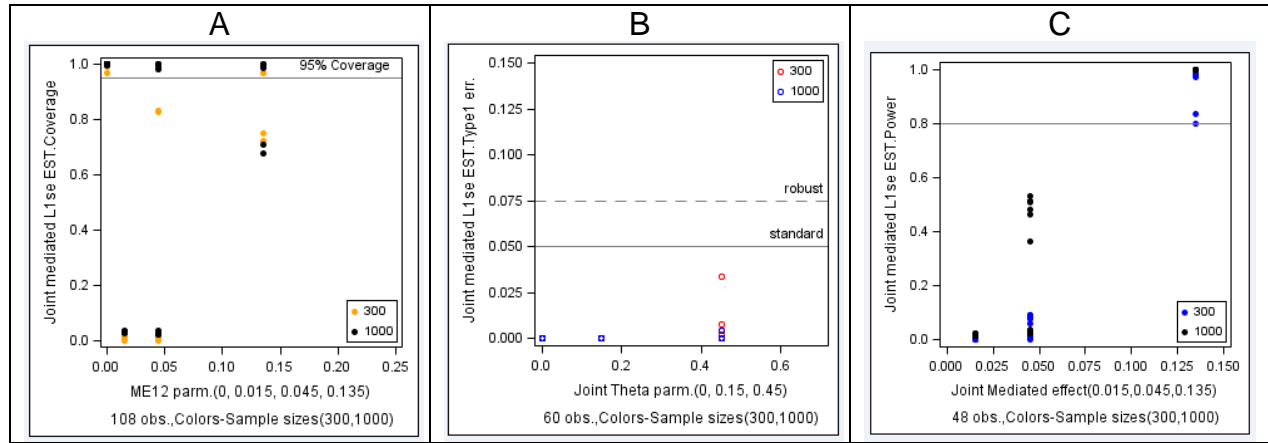 A
B
C
Joint mediated L1se EST.Coverage
1.0
0.8
0.6
0.4
0.2
0.0
95% Coverage
300
1000
0.00
0.05
0.10
0.15
0.20
0.25
ME12 parm.(0, 0.015, 0.045, 0.135)
108 obs.,Colors-Sample sizes(300,1000)
Joint mediated L1se EST.Type1 err.
0.150
0.125
0.100
0.075
0.050
0.025
0.000
300
1000
robust
standard
0.0
0.2
0.4
0.6
Joint Theta parm.(0, 0.15, 0.45)
60 obs.,Colors-Sample sizes(300,1000)
Joint mediated L1se EST.Power
1.0
0.8
0.6
0.4
0.2
0.0
300
1000
0.000
0.025
0.050
0.075
0.100
0.125
0.150
Joint Mediated effect(0.015,0.045,0.135)
48 obs.,Colors-Sample sizes(300,1000)